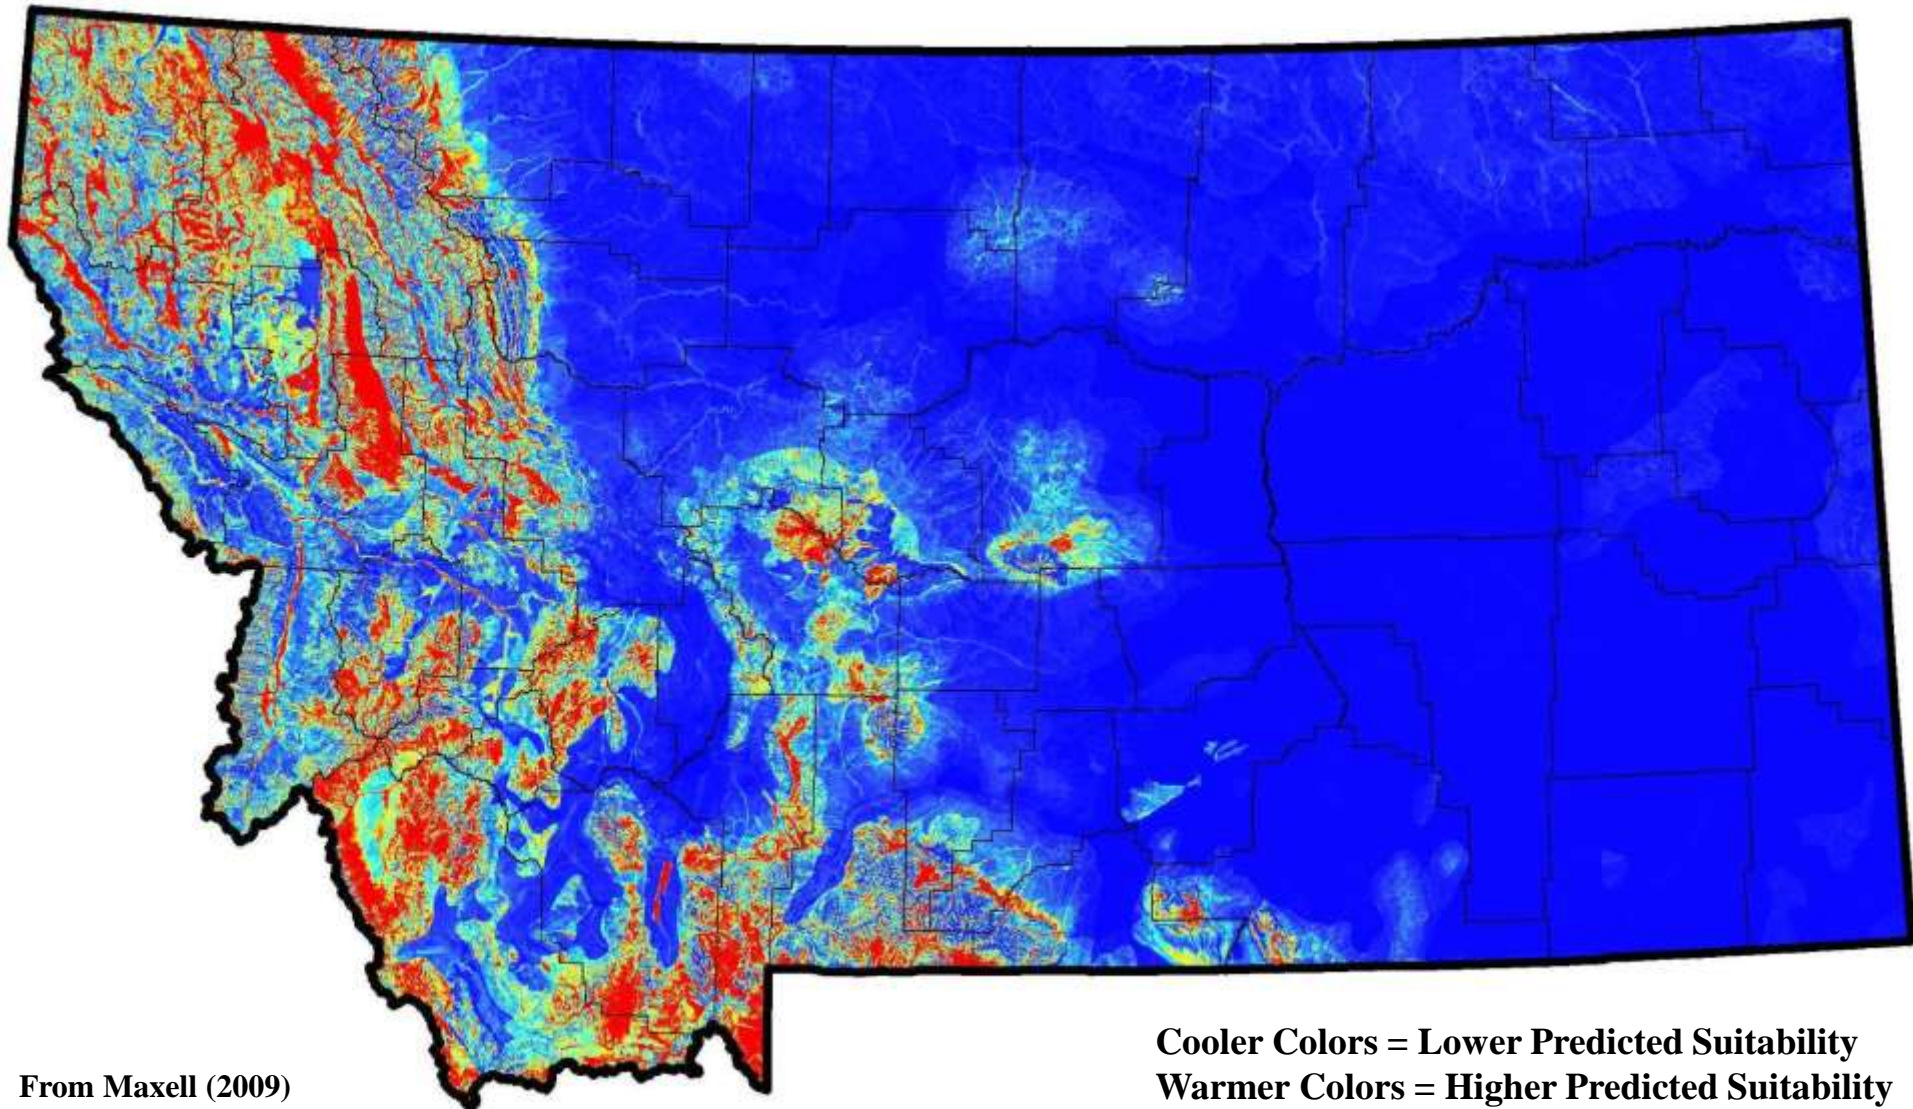 Cooler Colors = Lower Predicted Suitability
From Maxell (2009)
Warmer Colors = Higher Predicted Suitability